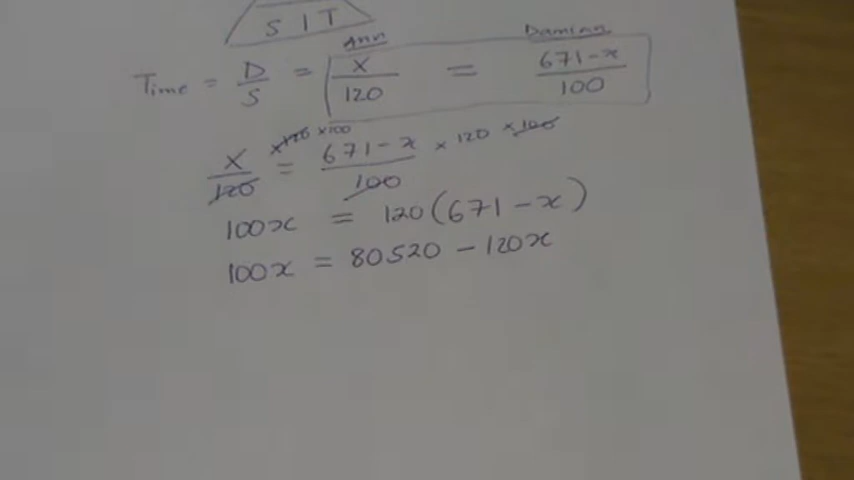 S | T
Ann Damian
Time = D/S = x/120 = 671-x/100
x/120 ×120 ×100 = 671-x/100 ×120 ×100
100x = 120(671-x)
100x = 80520 - 120x